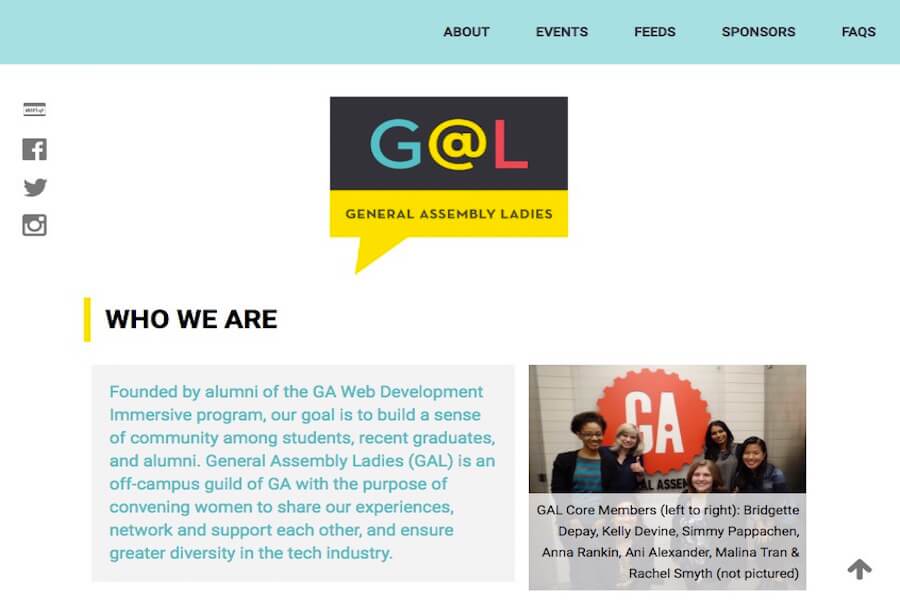 ABOUT EVENTS FEEDS SPONSORS FAQS
G@L
GENERAL ASSEMBLY LADIES
WHO WE ARE
Founded by alumni of the GA Web Development
Immersive program, our goal is to build a sense
of community among students, recent graduates,
and alumni. General Assembly Ladies (GAL) is an
off-campus guild of GA with the purpose of
convening women to share our experiences,
network and support each other, and ensure
greater diversity in the tech industry.
GA
GAL Core Members (left to right): Bridgette
Depay, Kelly Devine, Simmy Pappachen,
Anna Rankin, Ani Alexander, Malina Tran &
Rachel Smyth (not pictured)